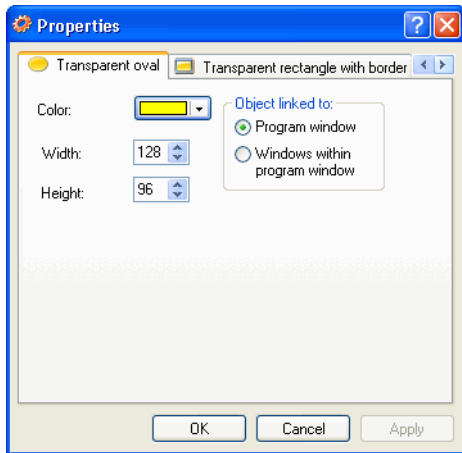 Properties
Transparent oval
Transparent rectangle with border
Color:
Object linked to:
Program window
Width: 128
Windows within
program window
Height: 96
OK
Cancel
Apply